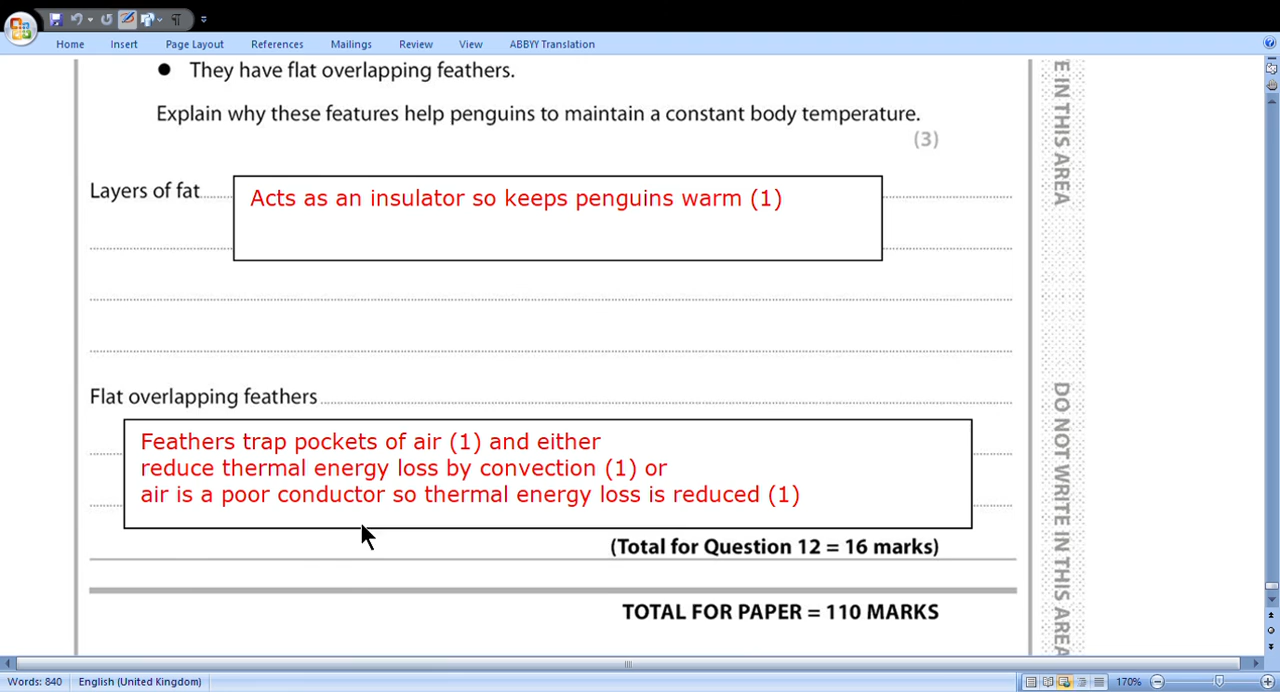 Home Insert Page Layout References Mailings Review View ABBYY Translation
● They have flat overlapping feathers.
Explain why these features help penguins to maintain a constant body temperature.
(3)
Layers of fat
Acts as an insulator so keeps penguins warm (1)
Flat overlapping feathers
Feathers trap pockets of air (1) and either
reduce thermal energy loss by convection (1) or
air is a poor conductor so thermal energy loss is reduced (1)
(Total for Question 12 = 16 marks)
TOTAL FOR PAPER = 110 MARKS
E IN THIS AREA
DO NOT WRITE IN THIS AREA
Words: 840 English (United Kingdom) 170%